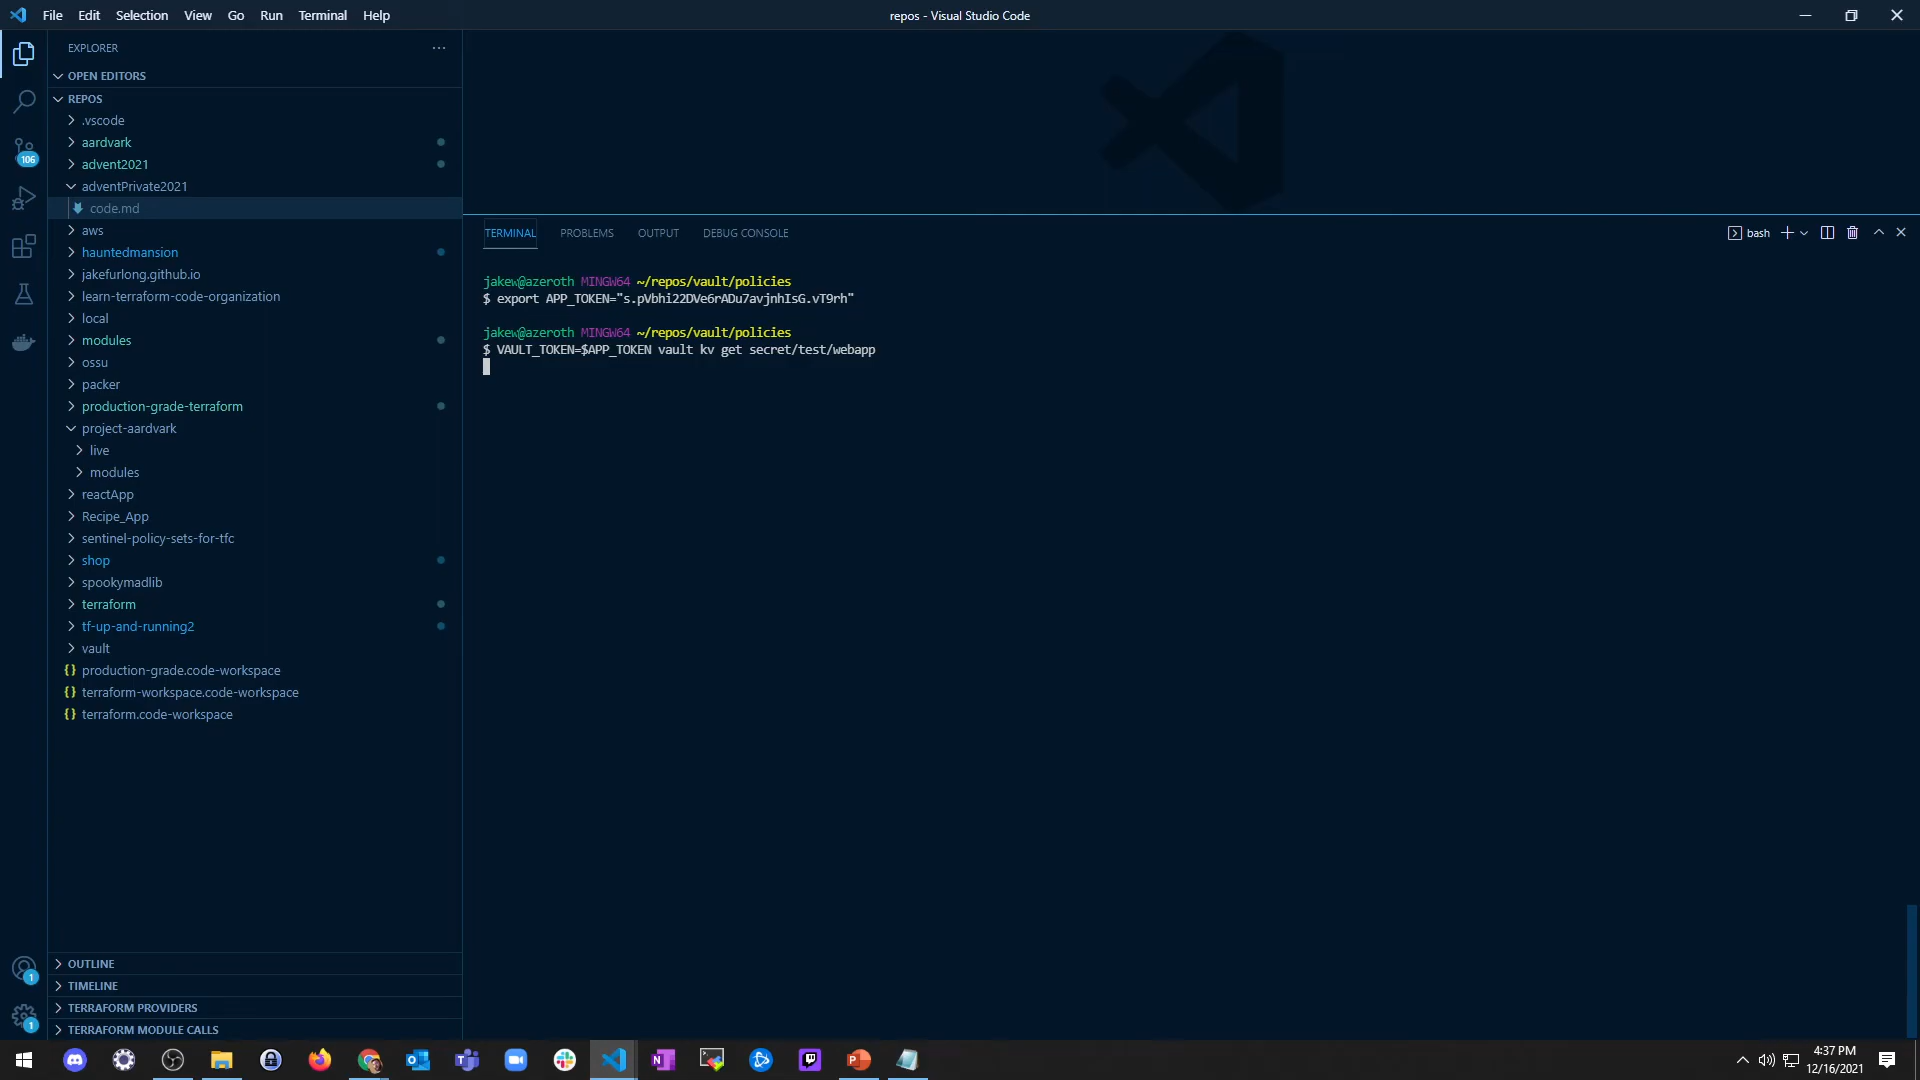 File Edit Selection View Go Run Terminal Help
repos - Visual Studio Code
EXPLORER
OPEN EDITORS
REPOS
.vscode
aardvark
advent2021
adventPrivate2021
code.md
aws
hauntedmansion
jakefurlong.github.io
learn-terraform-code-organization
local
modules
ossu
packer
production-grade-terraform
project-aardvark
live
modules
reactApp
Recipe_App
sentinel-policy-sets-for-tfc
shop
spookymadlib
terraform
tf-up-and-running2
vault
production-grade.code-workspace
terraform-workspace.code-workspace
terraform.code-workspace
OUTLINE
TIMELINE
TERRAFORM PROVIDERS
TERRAFORM MODULE CALLS
106
1
1
TERMINAL PROBLEMS OUTPUT DEBUG CONSOLE
bash
jakew@azeroth MINGW64 ~/repos/vault/policies
$ export APP_TOKEN="s.pVbhi22DVe6rADu7avjnhIsG.vT9rh"
jakew@azeroth MINGW64 ~/repos/vault/policies
$ VAULT_TOKEN=$APP_TOKEN vault kv get secret/test/webapp
4:37 PM
12/16/2021